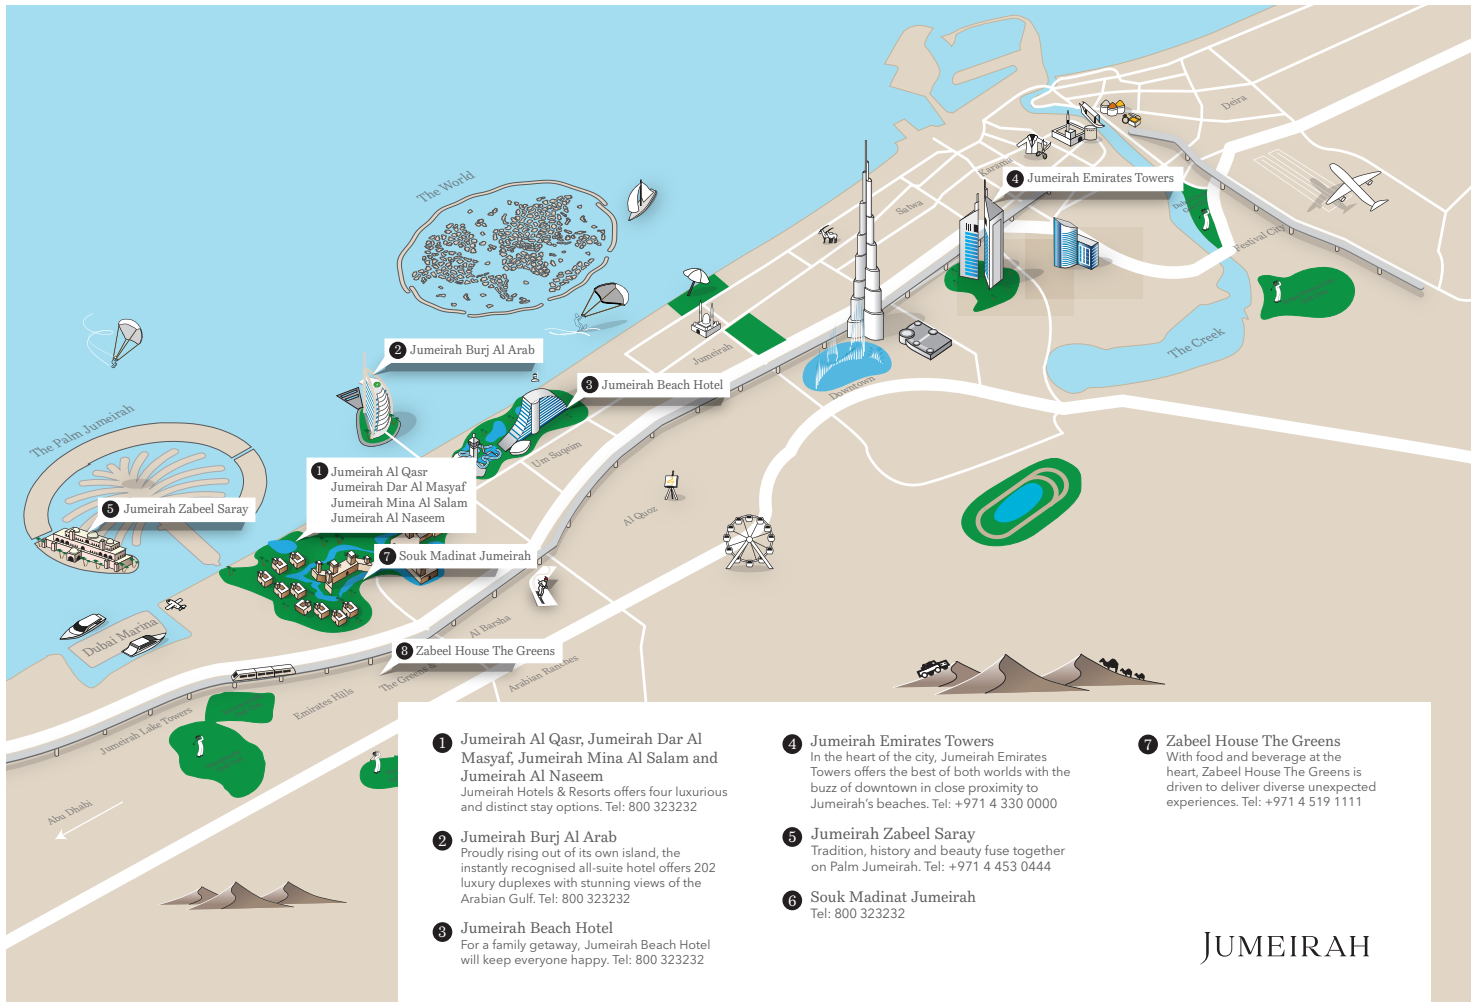 Deira
Karama
4 Jumeirah Emirates Towers
The World
Satwa
Festival City
The Creek
Jumeirah
2 Jumeirah Burj Al Arab
3 Jumeirah Beach Hotel
Downtown
The Palm Jumeirah
Um Suqeim
1 Jumeirah Al Qasr
Jumeirah Dar Al Masyaf
Jumeirah Mina Al Salam
Jumeirah Al Naseem
5 Jumeirah Zabeel Saray
Al Quoz
7 Souk Madinat Jumeirah
Dubai Marina
Al Barsha
8 Zabeel House The Greens
The Greens
Arabian Ranches
Emirates Hills
Jumeirah Lake Towers
Abu Dhabi
1 Jumeirah Al Qasr, Jumeirah Dar Al
Masyaf, Jumeirah Mina Al Salam and
Jumeirah Al Naseem
Jumeirah Hotels & Resorts offers four luxurious
and distinct stay options. Tel: 800 323232
2 Jumeirah Burj Al Arab
Proudly rising out of its own island, the
instantly recognised all-suite hotel offers 202
luxury duplexes with stunning views of the
Arabian Gulf. Tel: 800 323232
3 Jumeirah Beach Hotel
For a family getaway, Jumeirah Beach Hotel
will keep everyone happy. Tel: 800 323232
4 Jumeirah Emirates Towers
In the heart of the city, Jumeirah Emirates
Towers offers the best of both worlds with the
buzz of downtown in close proximity to
Jumeirah's beaches. Tel: +971 4 330 0000
5 Jumeirah Zabeel Saray
Tradition, history and beauty fuse together
on Palm Jumeirah. Tel: +971 4 453 0444
6 Souk Madinat Jumeirah
Tel: 800 323232
7 Zabeel House The Greens
With food and beverage at the
heart, Zabeel House The Greens is
driven to deliver diverse unexpected
experiences. Tel: +971 4 519 1111
JUMEIRAH